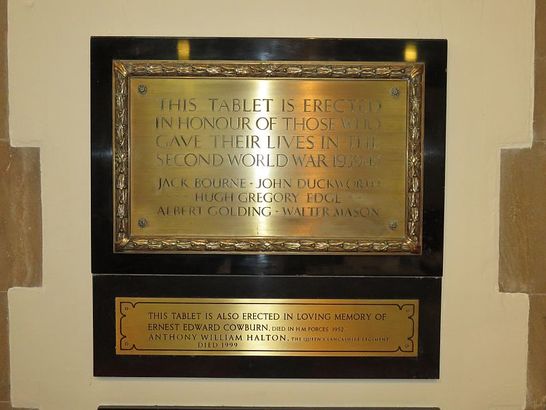 THIS TABLET IS ERECTED
IN HONOUR OF THOSE WHO
GAVE THEIR LIVES IN THE
SECOND WORLD WAR 1939-45
JACK BOURNE · JOHN DUCKWORTH
HUGH GREGORY EDGE
ALBERT GOLDING · WALTER MASON
THIS TABLET IS ALSO ERECTED IN LOVING MEMORY OF
ERNEST EDWARD COWBURN, DIED IN H.M. FORCES 1952.
ANTHONY WILLIAM HALTON, THE QUEEN'S LANCASHIRE REGIMENT
DIED 1999